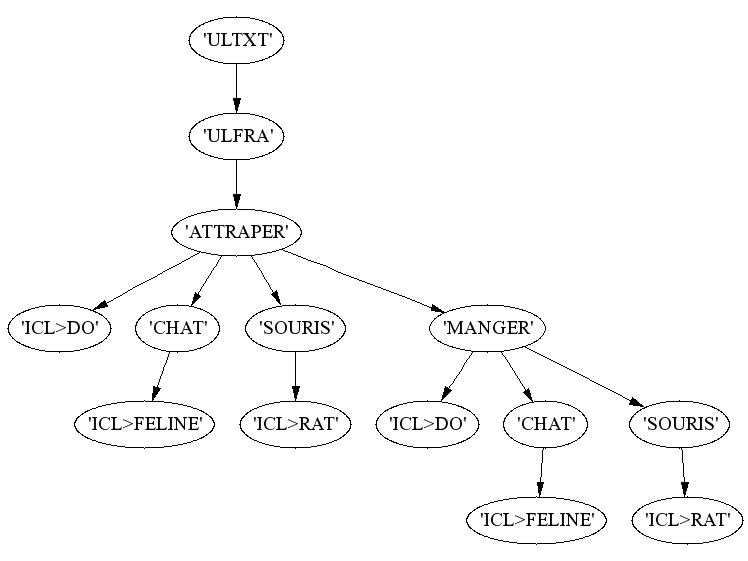 'ULTXT'
'ULFRA'
'ATTRAPER'
'ICL>DO' 'CHAT' 'SOURIS' 'MANGER'
'ICL>FELINE' 'ICL>RAT' 'ICL>DO' 'CHAT' 'SOURIS'
'ICL>FELINE' 'ICL>RAT'